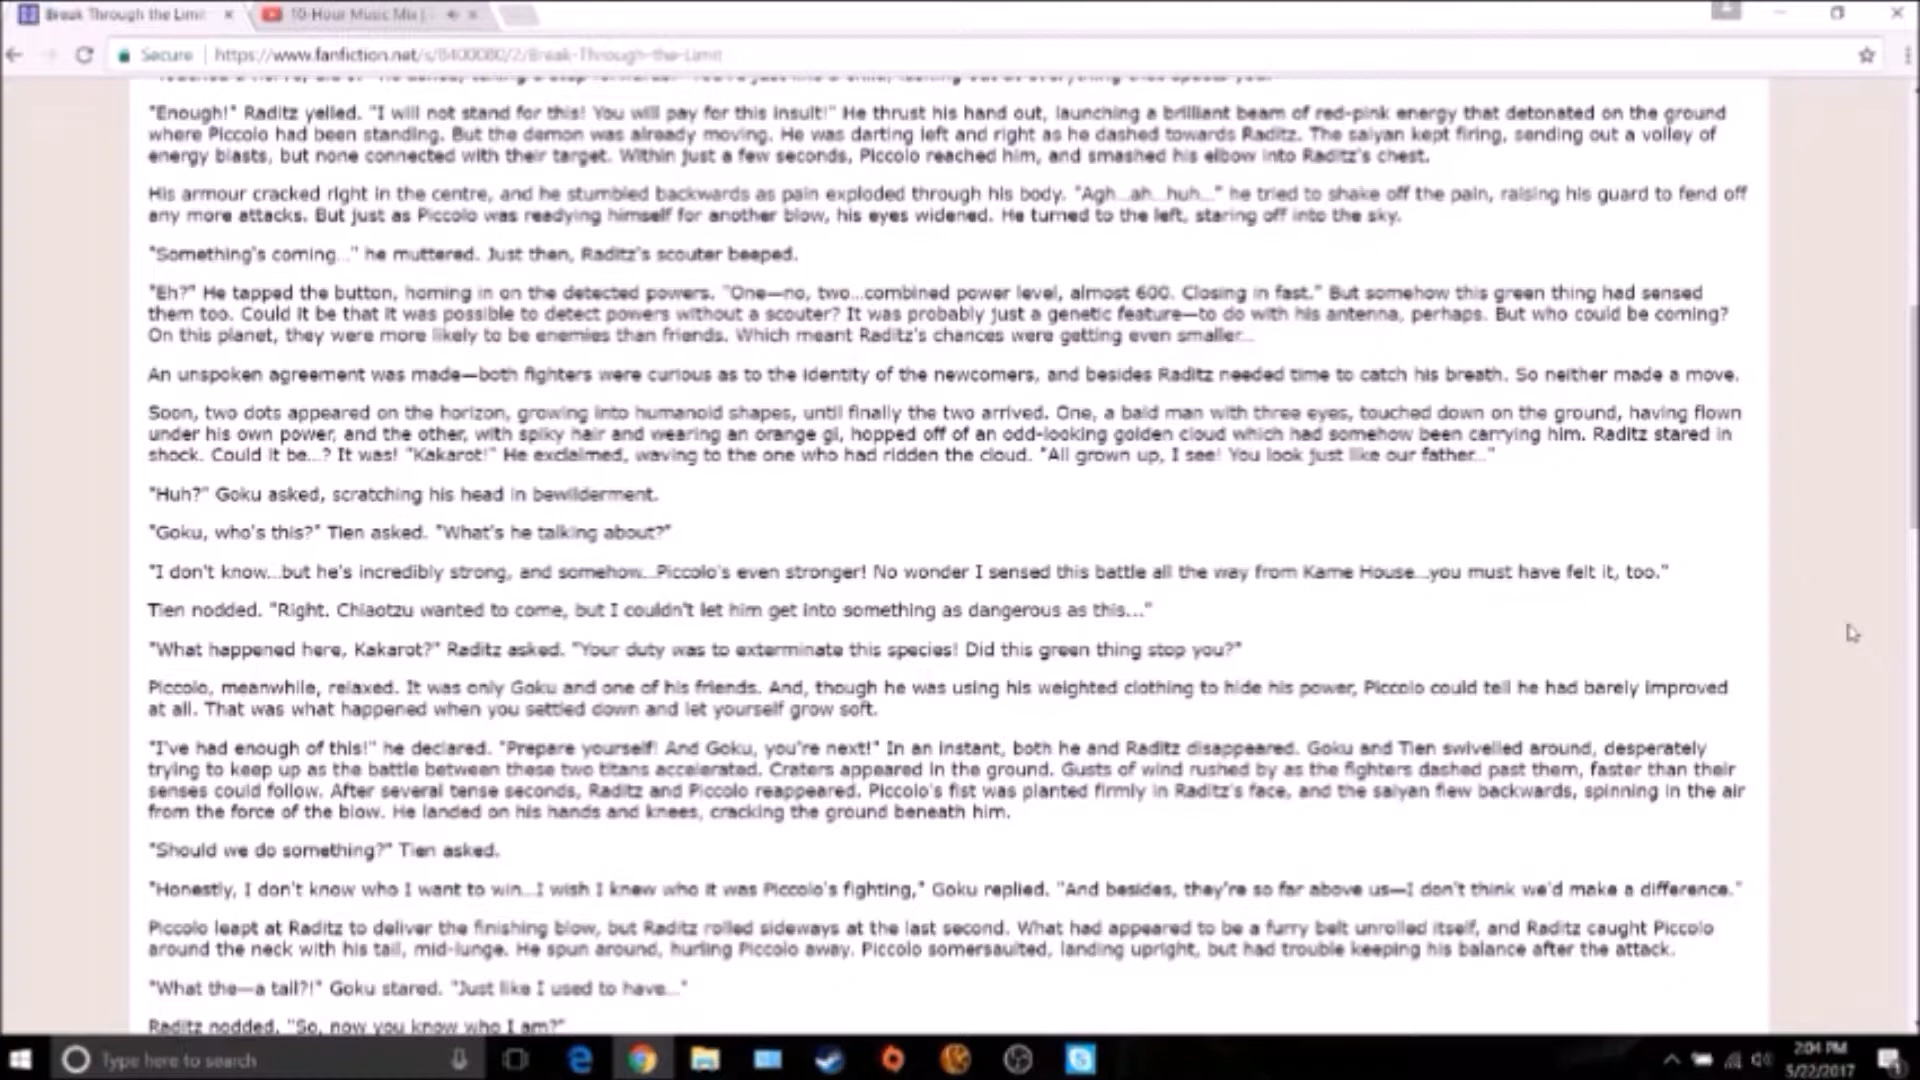 Break Through the Limit
10-Hour Music Mix |
Secure | https://www.fanfiction.net/s/8400080/2/Break-Through-the-Limit
"Enough!" Raditz yelled. "I will not stand for this! You will pay for this insult!" He thrust his hand out, launching a brilliant beam of red-pink energy that detonated on the ground
where Piccolo had been standing. But the demon was already moving. He was darting left and right as he dashed towards Raditz. The saiyan kept firing, sending out a volley of
energy blasts, but none connected with their target. Within just a few seconds, Piccolo reached him, and smashed his elbow into Raditz's chest.
His armour cracked right in the centre, and he stumbled backwards as pain exploded through his body. "Agh…ah…huh…" he tried to shake off the pain, raising his guard to fend off
any more attacks. But just as Piccolo was readying himself for another blow, his eyes widened. He turned to the left, staring off into the sky.
"Something's coming…" he muttered. Just then, Raditz's scouter beeped.
"Eh?" He tapped the button, homing in on the detected powers. "One—no, two…combined power level, almost 600. Closing in fast." But somehow this green thing had sensed
them too. Could it be that it was possible to detect powers without a scouter? It was probably just a genetic feature—to do with his antenna, perhaps. But who could be coming?
On this planet, they were more likely to be enemies than friends. Which meant Raditz's chances were getting even smaller…
An unspoken agreement was made—both fighters were curious as to the identity of the newcomers, and besides Raditz needed time to catch his breath. So neither made a move.
Soon, two dots appeared on the horizon, growing into humanoid shapes, until finally the two arrived. One, a bald man with three eyes, touched down on the ground, having flown
under his own power, and the other, with spiky hair and wearing an orange gi, hopped off of an odd-looking golden cloud which had somehow been carrying him. Raditz stared in
shock. Could it be…? It was! "Kakarot!" He exclaimed, waving to the one who had ridden the cloud. "All grown up, I see! You look just like our father…"
"Huh?" Goku asked, scratching his head in bewilderment.
"Goku, who's this?" Tien asked. "What's he talking about?"
"I don't know…but he's incredibly strong, and somehow…Piccolo's even stronger! No wonder I sensed this battle all the way from Kame House…you must have felt it, too."
Tien nodded. "Right. Chiaotzu wanted to come, but I couldn't let him get into something as dangerous as this…"
"What happened here, Kakarot?" Raditz asked. "Your duty was to exterminate this species! Did this green thing stop you?"
Piccolo, meanwhile, relaxed. It was only Goku and one of his friends. And, though he was using his weighted clothing to hide his power, Piccolo could tell he had barely improved
at all. That was what happened when you settled down and let yourself grow soft.
"I've had enough of this!" he declared. "Prepare yourself! And Goku, you're next!" In an instant, both he and Raditz disappeared. Goku and Tien swivelled around, desperately
trying to keep up as the battle between these two titans accelerated. Craters appeared in the ground. Gusts of wind rushed by as the fighters dashed past them, faster than their
senses could follow. After several tense seconds, Raditz and Piccolo reappeared. Piccolo's fist was planted firmly in Raditz's face, and the saiyan flew backwards, spinning in the air
from the force of the blow. He landed on his hands and knees, cracking the ground beneath him.
"Should we do something?" Tien asked.
"Honestly, I don't know who I want to win…I wish I knew who it was Piccolo's fighting," Goku replied. "And besides, they're so far above us—I don't think we'd make a difference."
Piccolo leapt at Raditz to deliver the finishing blow, but Raditz rolled sideways at the last second. What had appeared to be a furry belt unrolled itself, and Raditz caught Piccolo
around the neck with his tail, mid-lunge. He spun around, hurling Piccolo away. Piccolo somersaulted, landing upright, but had trouble keeping his balance after the attack.
"What the—a tail?!" Goku stared. "Just like I used to have…"
Raditz nodded. "So, now you know who I am?"
Type here to search
2:04 PM
5/22/2017